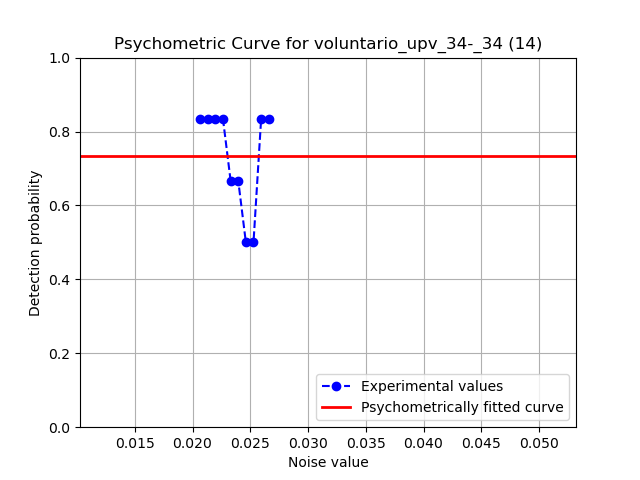 Psychometric Curve for voluntario_upv_34-_34 (14)
1.0
0.8
0.6
0.4
0.2
0.0
Detection probability
Experimental values
Psychometrically fitted curve
0.015 0.020 0.025 0.030 0.035 0.040 0.045 0.050
Noise value